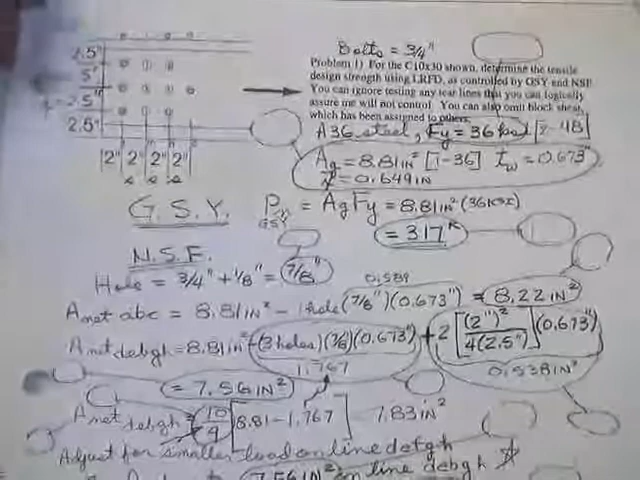 Bolts = 3/4"
2.5"
5"
2.5"
2.5"
2" 2" 2" 2"
Problem 1) For the C10x30 shown, determine the tensile
design strength using LRFD, as controlled by GSY and NSF.
You can ignore testing any tear lines that you can logically
assure me will not control. You can also omit block shear,
which has been assigned to others.
A36 steel, Fy = 36 [2-48]
Ag = 8.81 in² [1-36] tw = 0.673"
x̄ = 0.649 in
G.S.Y.
P GSY = AgFy = 8.81 in² (36 KSI)
= 317 K
N.S.F.
Hole = 3/4" + 1/8" = 7/8"
0.589
Anet abc = 8.81 in² - 1 hole (7/8") (0.673") = 8.22 in²
Anet debgh = 8.81 in² - (3 holes)(7/8)(0.673") + 2 [(2")²/4(2.5")] (0.673")
1.767
0.538 in²
= 7.56 in²
Anet debgh = 10/9 [8.81 - 1.767] 7.83 in²
Adjust for smaller load on line defgh
7.56 in² on line debgh